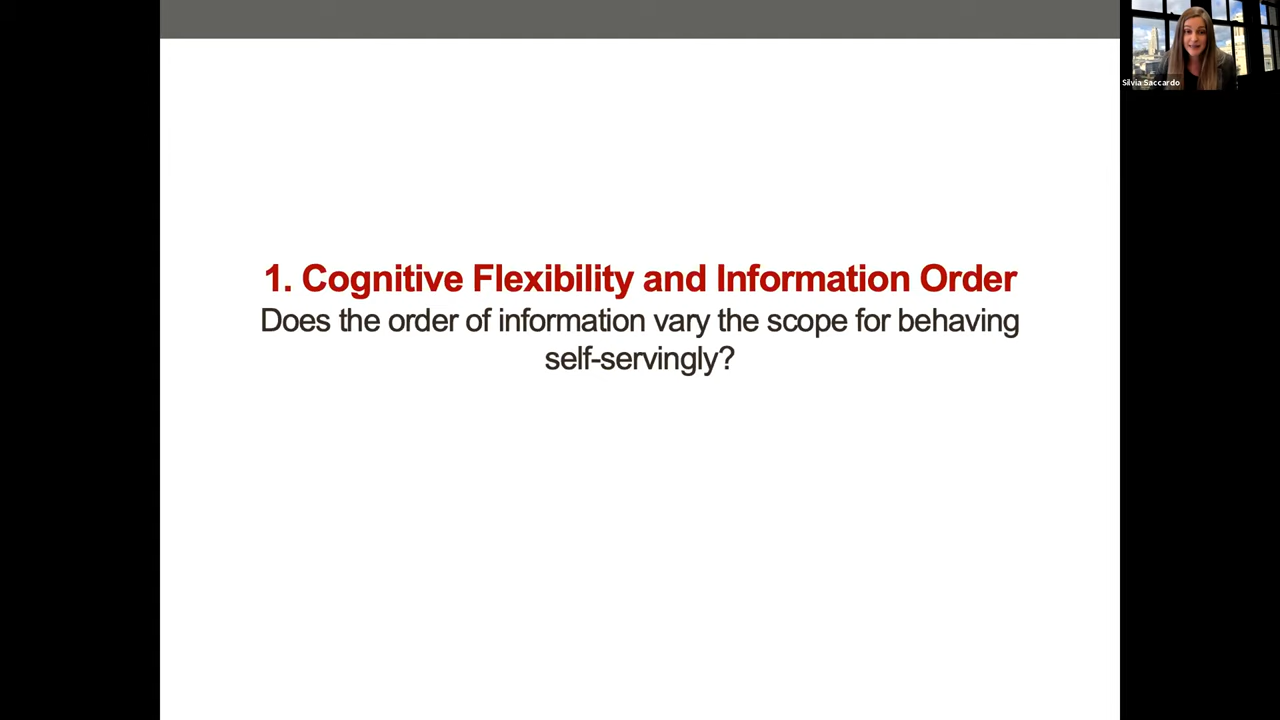 Silvia Saccardo
1. Cognitive Flexibility and Information Order
Does the order of information vary the scope for behaving
self-servingly?